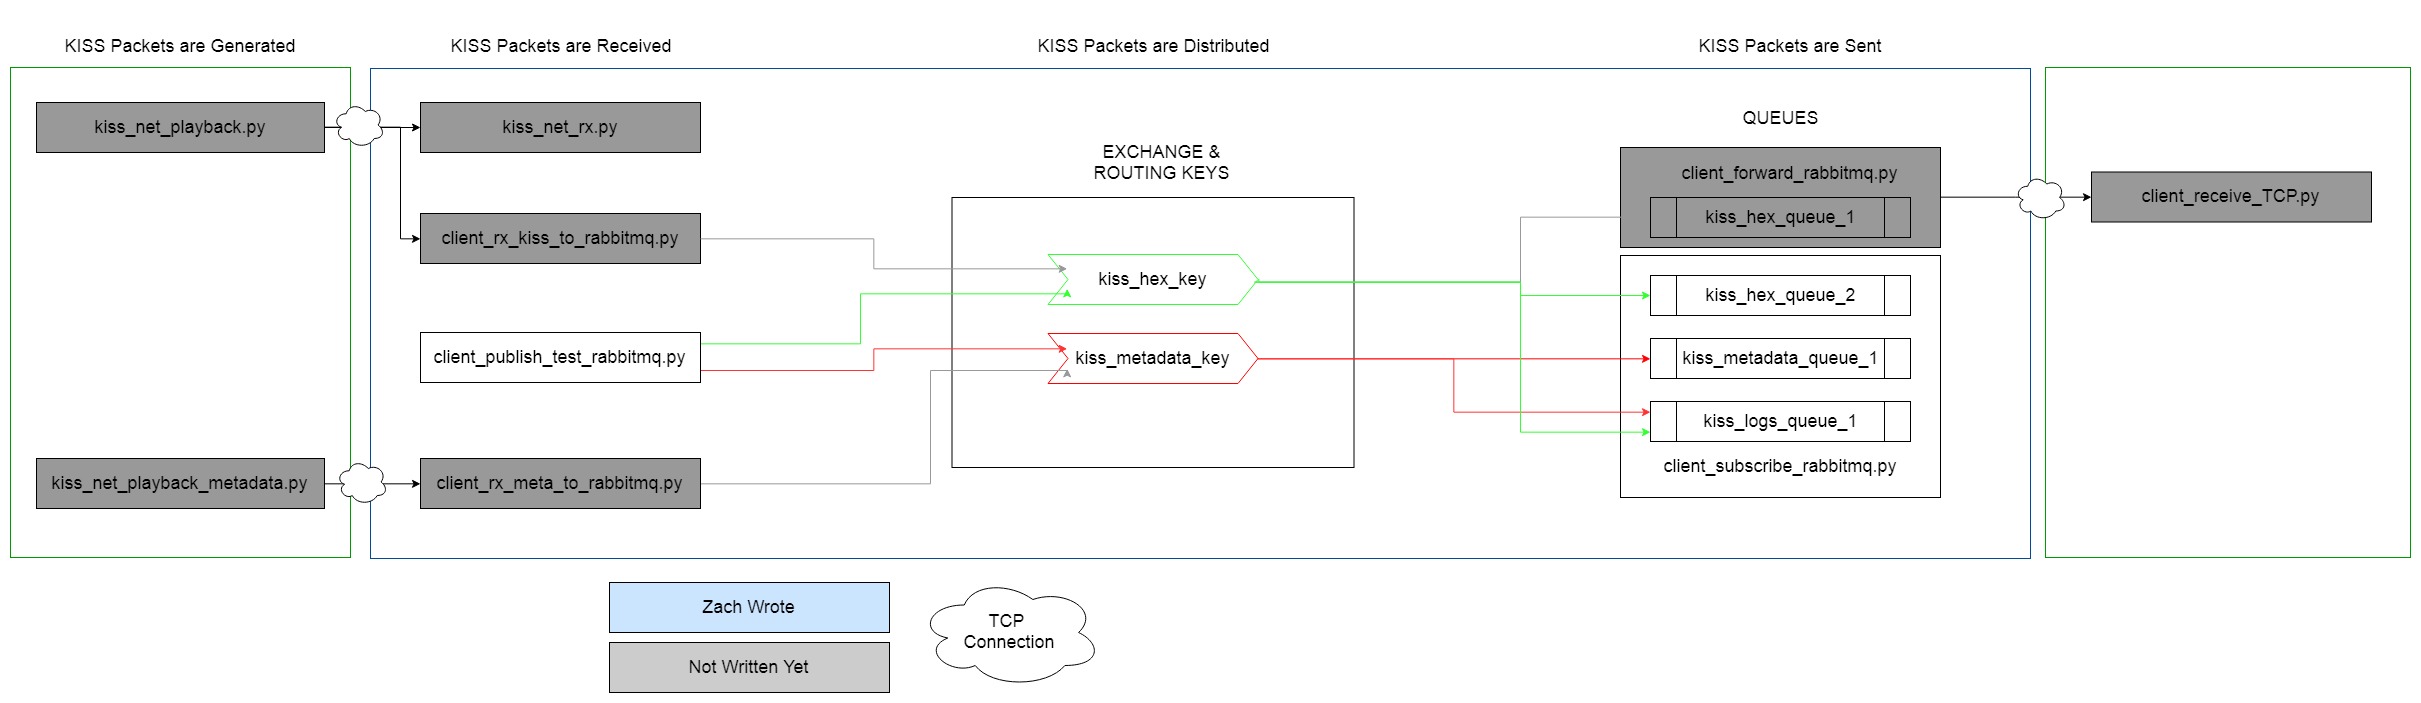 KISS Packets are Generated
KISS Packets are Received
KISS Packets are Distributed
KISS Packets are Sent
kiss_net_playback.py
kiss_net_rx.py
QUEUES
EXCHANGE &
ROUTING KEYS
client_forward_rabbitmq.py
kiss_hex_queue_1
client_receive_TCP.py
client_rx_kiss_to_rabbitmq.py
kiss_hex_key
kiss_hex_queue_2
client_publish_test_rabbitmq.py
kiss_metadata_key
kiss_metadata_queue_1
kiss_logs_queue_1
client_subscribe_rabbitmq.py
kiss_net_playback_metadata.py
client_rx_meta_to_rabbitmq.py
Zach Wrote
TCP
Connection
Not Written Yet